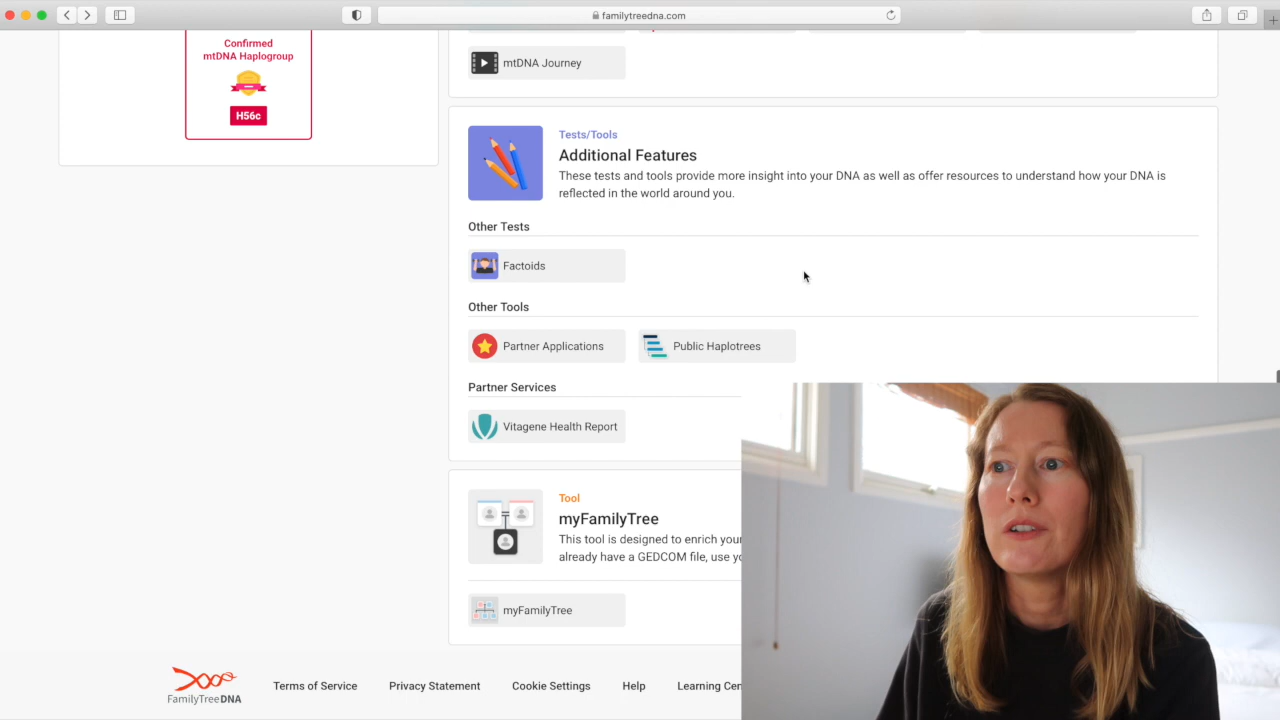 familytreedna.com
Confirmed
mtDNA Haplogroup
H56c
mtDNA Journey
Tests/Tools
Additional Features
These tests and tools provide more insight into your DNA as well as offer resources to understand how your DNA is
reflected in the world around you.
Other Tests
Factoids
Other Tools
Partner Applications
Public Haplotrees
Partner Services
Vitagene Health Report
Tool
myFamilyTree
This tool is designed to enrich your
already have a GEDCOM file, use
myFamilyTree
FamilyTreeDNA
Terms of Service
Privacy Statement
Cookie Settings
Help
Learning